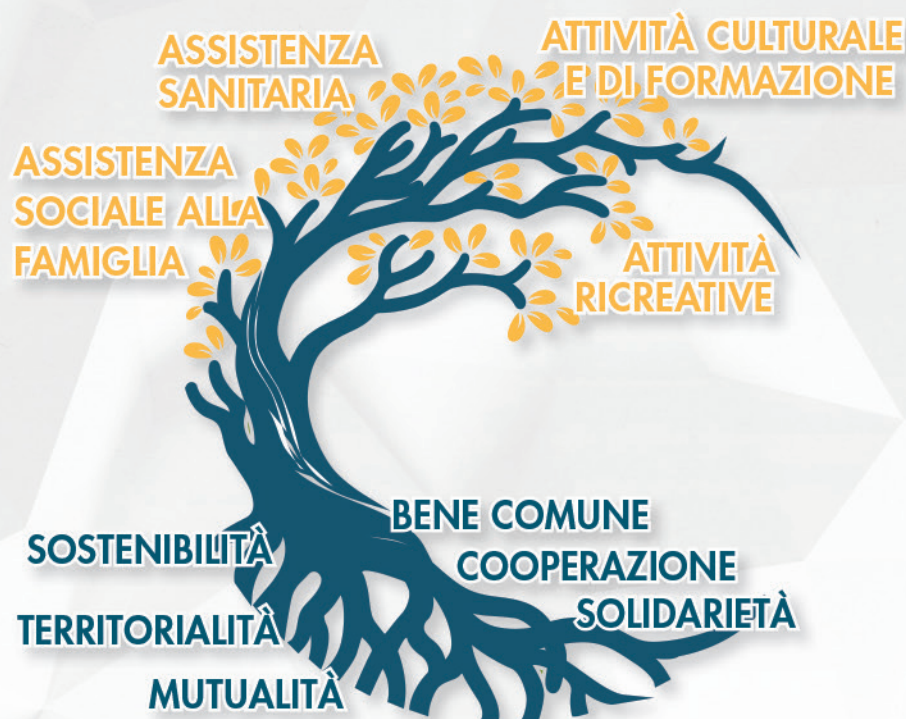 ASSISTENZA
SANITARIA
ATTIVITÀ CULTURALE
E DI FORMAZIONE
ASSISTENZA
SOCIALE ALLA
FAMIGLIA
ATTIVITÀ
RICREATIVE
BENE COMUNE
SOSTENIBILITÀ
COOPERAZIONE
SOLIDARIETÀ
TERRITORIALITÀ
MUTUALITÀ